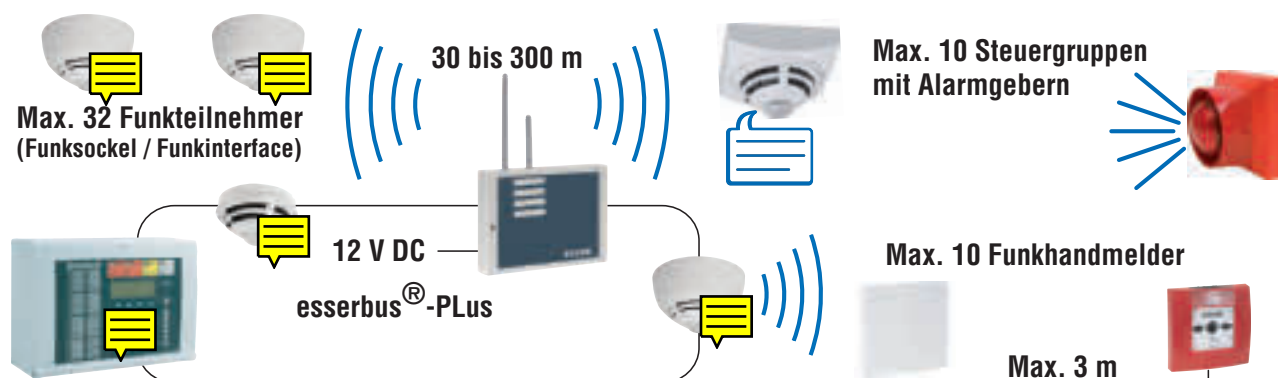 30 bis 300 m
Max. 10 Steuergruppen
mit Alarmgebern
Max. 32 Funkteilnehmer
(Funksockel / Funkinterface)
12 V DC
esserbus®-PLus
Max. 10 Funkhandmelder
Max. 3 m